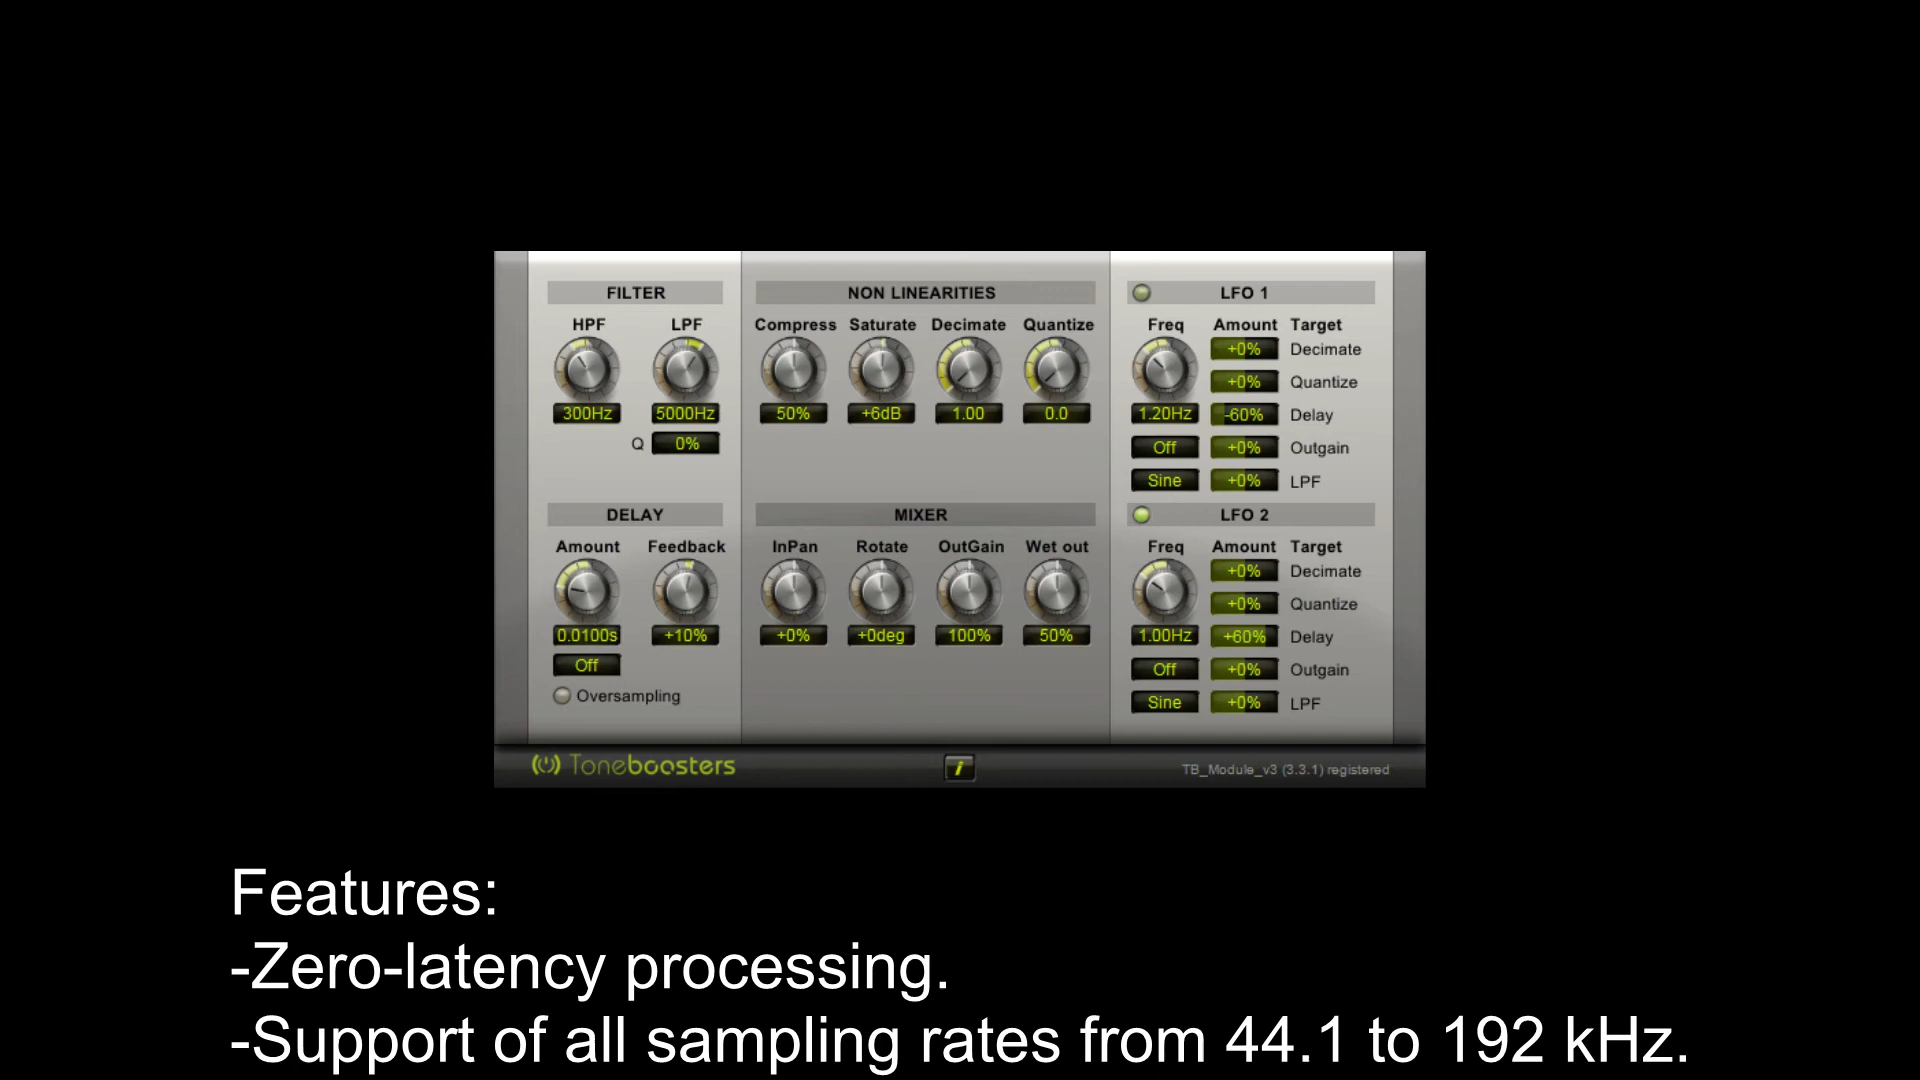 FILTER
HPF LPF
300Hz 5000Hz
Q 0%
NON LINEARITIES
Compress Saturate Decimate Quantize
50% +6dB 1.00 0.0
LFO 1
Freq Amount Target
+0% Decimate
+0% Quantize
1.20Hz -60% Delay
Off +0% Outgain
Sine +0% LPF
DELAY
Amount Feedback
0.0100s +10%
Off
Oversampling
MIXER
InPan Rotate OutGain Wet out
+0% +0deg 100% 50%
LFO 2
Freq Amount Target
+0% Decimate
+0% Quantize
1.00Hz +60% Delay
Off +0% Outgain
Sine +0% LPF
Toneboosters
i
TB_Module_v3 (3.3.1) registered
Features:
-Zero-latency processing.
-Support of all sampling rates from 44.1 to 192 kHz.